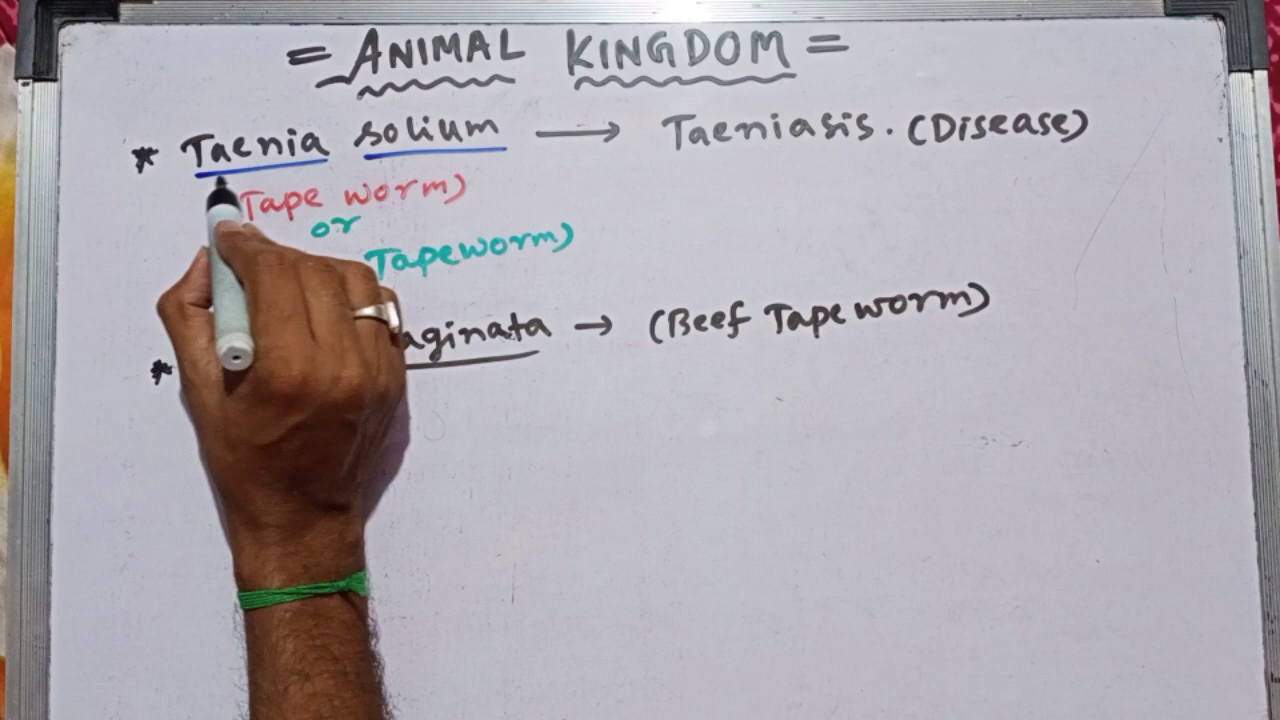 = ANIMAL KINGDOM =
* Taenia solium → Taeniasis. (Disease)
Tape worm)
or
Tapeworm)
* aginata → (Beef Tapeworm)